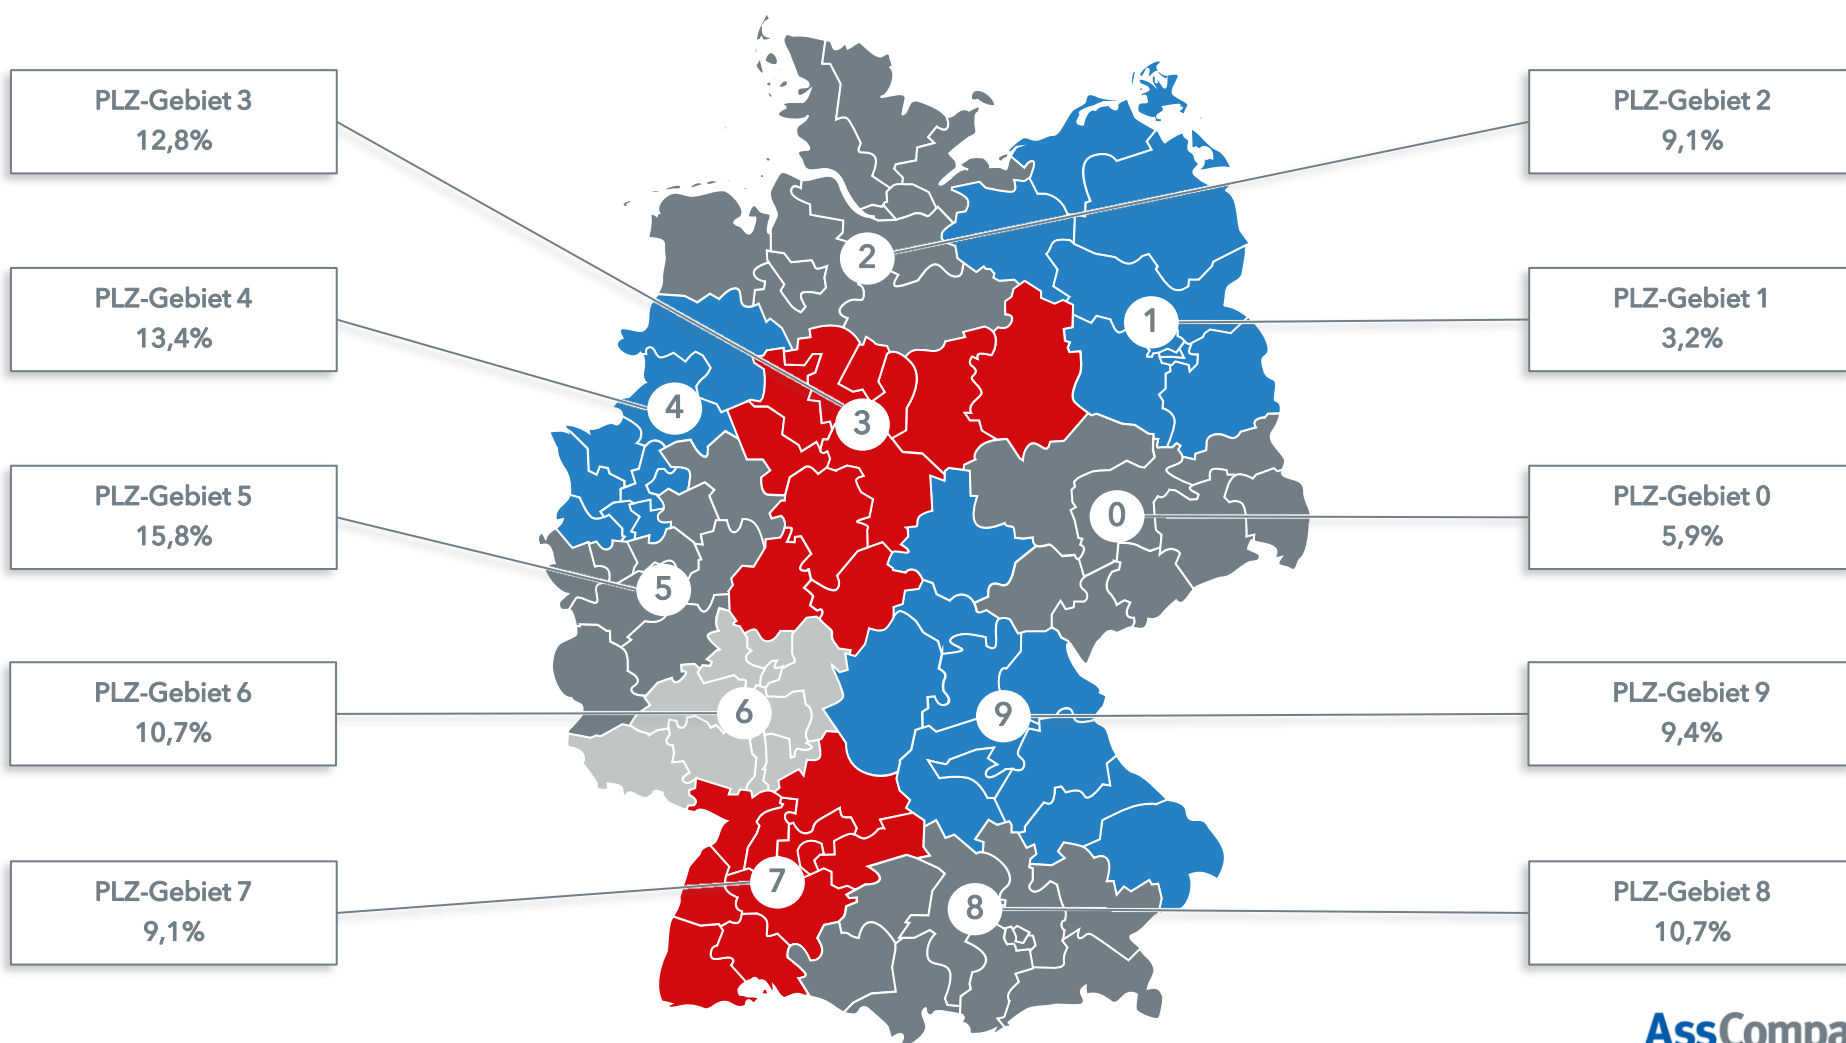 PLZ-Gebiet 3
12,8%
PLZ-Gebiet 4
13,4%
PLZ-Gebiet 5
15,8%
PLZ-Gebiet 6
10,7%
PLZ-Gebiet 7
9,1%
2
1
3
4
0
5
6
9
7
8
PLZ-Gebiet 2
9,1%
PLZ-Gebiet 1
3,2%
PLZ-Gebiet 0
5,9%
PLZ-Gebiet 9
9,4%
PLZ-Gebiet 8
10,7%
AssCompa